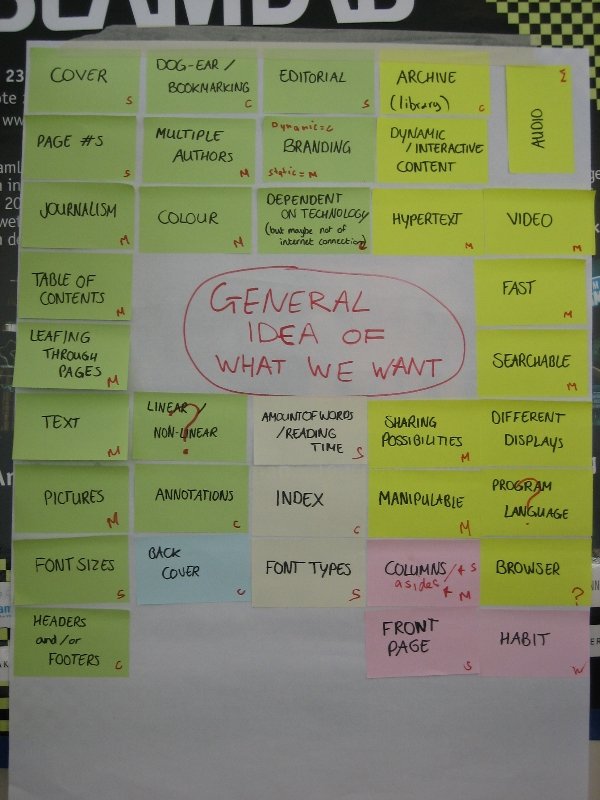 COVER
S
DOG-EAR /
BOOKMARKING
C
EDITORIAL
S
ARCHIVE
(library)
C
AUDIO
PAGE #S
S
MULTIPLE
AUTHORS
M
Dynamic=C
BRANDING
static=M
DYNAMIC
/INTERACTIVE
CONTENT
JOURNALISM
M
COLOUR
M
DEPENDENT
ON TECHNOLOGY
(but maybe not of
internet connection)
HYPERTEXT
M
VIDEO
M
TABLE OF
CONTENTS
M
GENERAL
IDEA OF
WHAT WE WANT
FAST
M
LEAFING
THROUGH
PAGES
M
SEARCHABLE
M
TEXT
M
LINEAR /
NON-LINEAR
?
AMOUNT OF WORDS
/READING
TIME
S
SHARING
POSSIBILITIES
M
DIFFERENT
DISPLAYS
PICTURES
M
ANNOTATIONS
C
INDEX
C
MANIPULABLE
M
PROGRAM
LANGUAGE
?
FONT SIZES
S
BACK
COVER
C
FONT TYPES
S
COLUMNS/ S
asides M
BROWSER
?
HEADERS
and/or
FOOTERS
C
FRONT
PAGE
S
HABIT
W